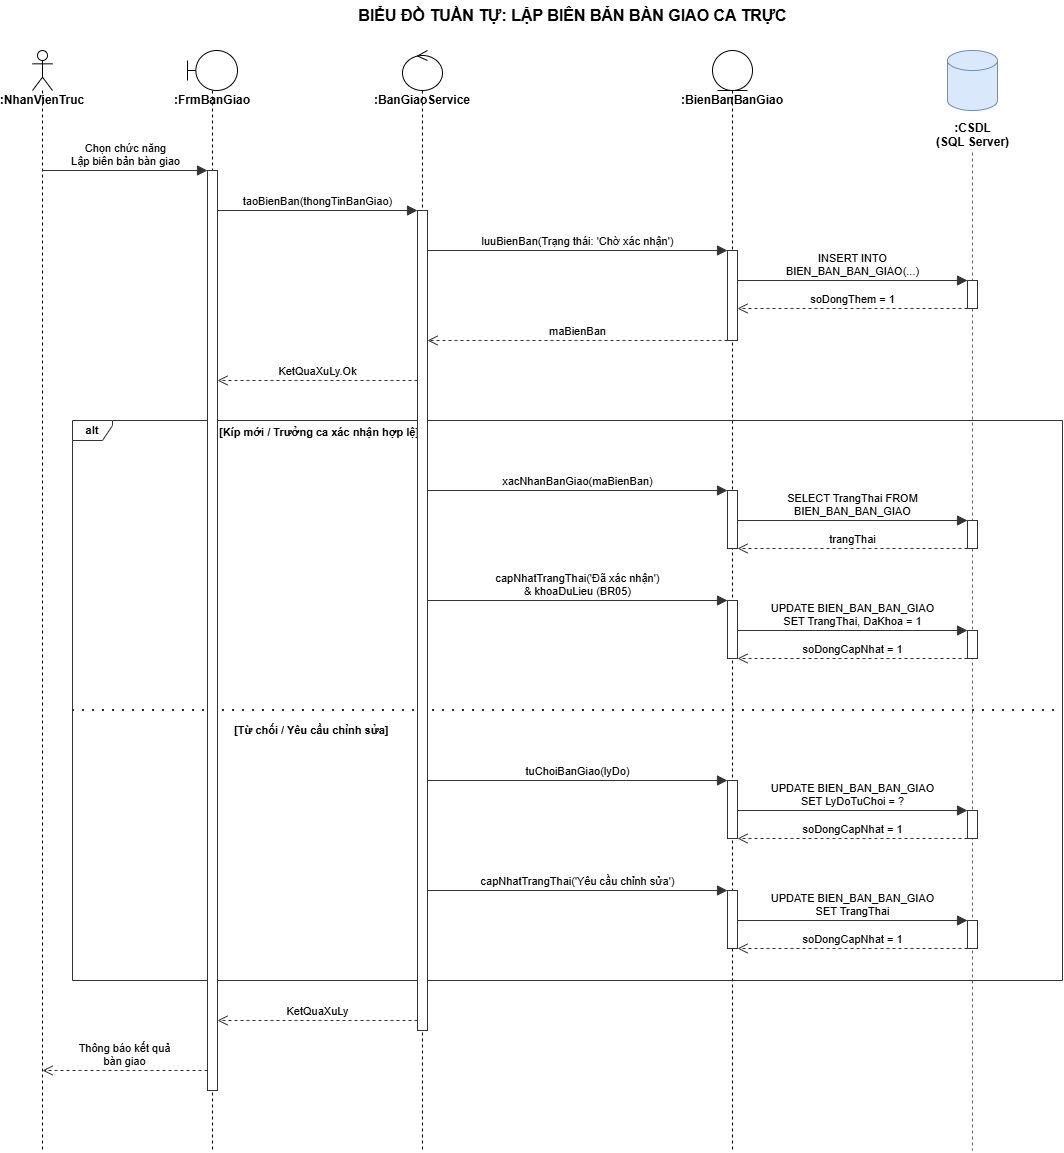 BIỂU ĐỒ TUẦN TỰ: LẬP BIÊN BẢN BÀN GIAO CA TRỰC
:NhanVienTruc
:FrmBanGiao
:BanGiaoService
:BienBanBanGiao
:CSDL
(SQL Server)
Chọn chức năng
Lập biên bản bàn giao
taoBienBan(thongTinBanGiao)
luuBienBan(Trạng thái: 'Chờ xác nhận')
INSERT INTO
BIEN_BAN_BAN_GIAO(...)
soDongThem = 1
maBienBan
KetQuaXuLy.Ok
alt
[Kíp mới / Trưởng ca xác nhận hợp lệ]
xacNhanBanGiao(maBienBan)
SELECT TrangThai FROM
BIEN_BAN_BAN_GIAO
trangThai
capNhatTrangThai('Đã xác nhận')
& khoaDuLieu (BR05)
UPDATE BIEN_BAN_BAN_GIAO
SET TrangThai, DaKhoa = 1
soDongCapNhat = 1
[Từ chối / Yêu cầu chỉnh sửa]
tuChoiBanGiao(lyDo)
UPDATE BIEN_BAN_BAN_GIAO
SET LyDoTuChoi = ?
soDongCapNhat = 1
capNhatTrangThai('Yêu cầu chỉnh sửa')
UPDATE BIEN_BAN_BAN_GIAO
SET TrangThai
soDongCapNhat = 1
KetQuaXuLy
Thông báo kết quả
bàn giao